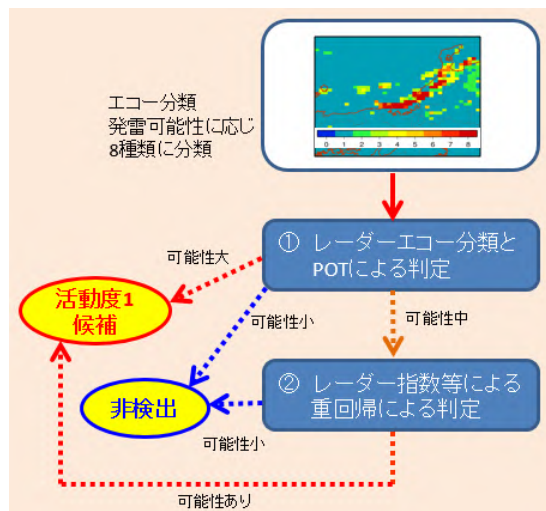 エコー分類
発雷可能性に応じ
8種類に分類
0 1 2 3 4 5 6 7 8
① レーダーエコー分類と
POTによる判定
可能性大
活動度1
候補
可能性小
可能性中
② レーダー指数等による
重回帰による判定
非検出
可能性小
可能性あり